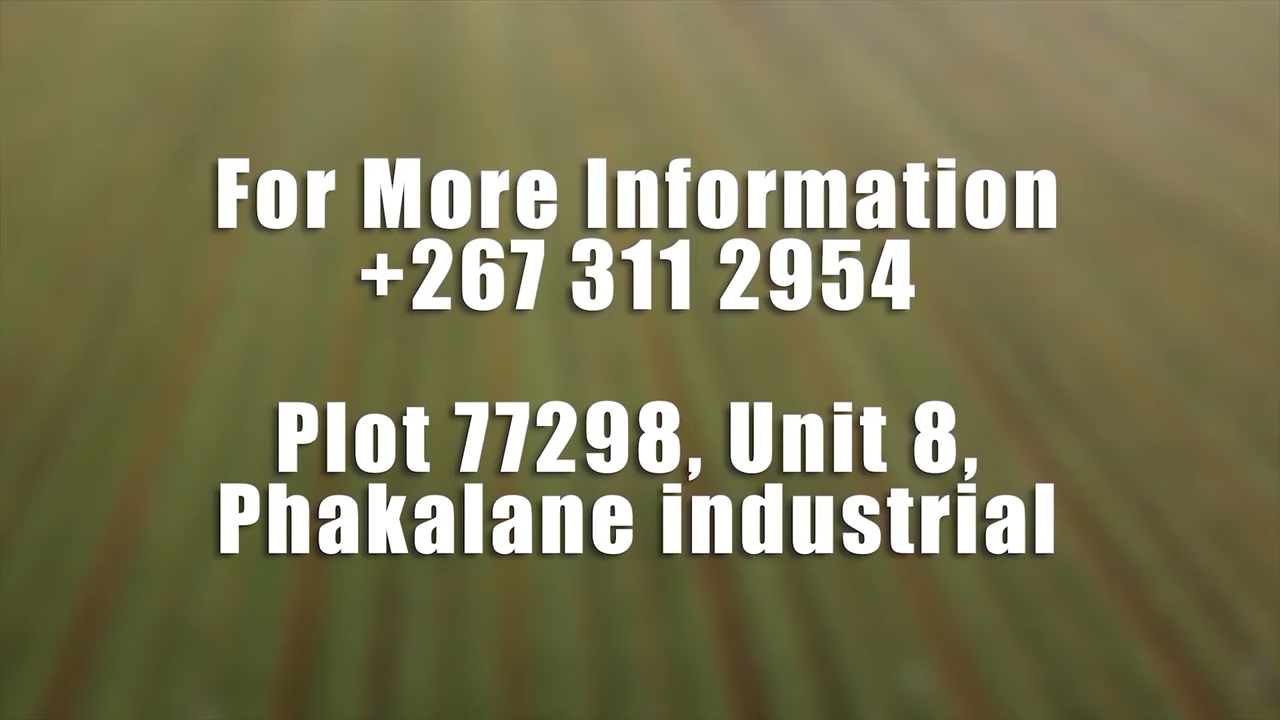 For More Information
+267 311 2954
Plot 77298, Unit 8,
Phakalane industrial